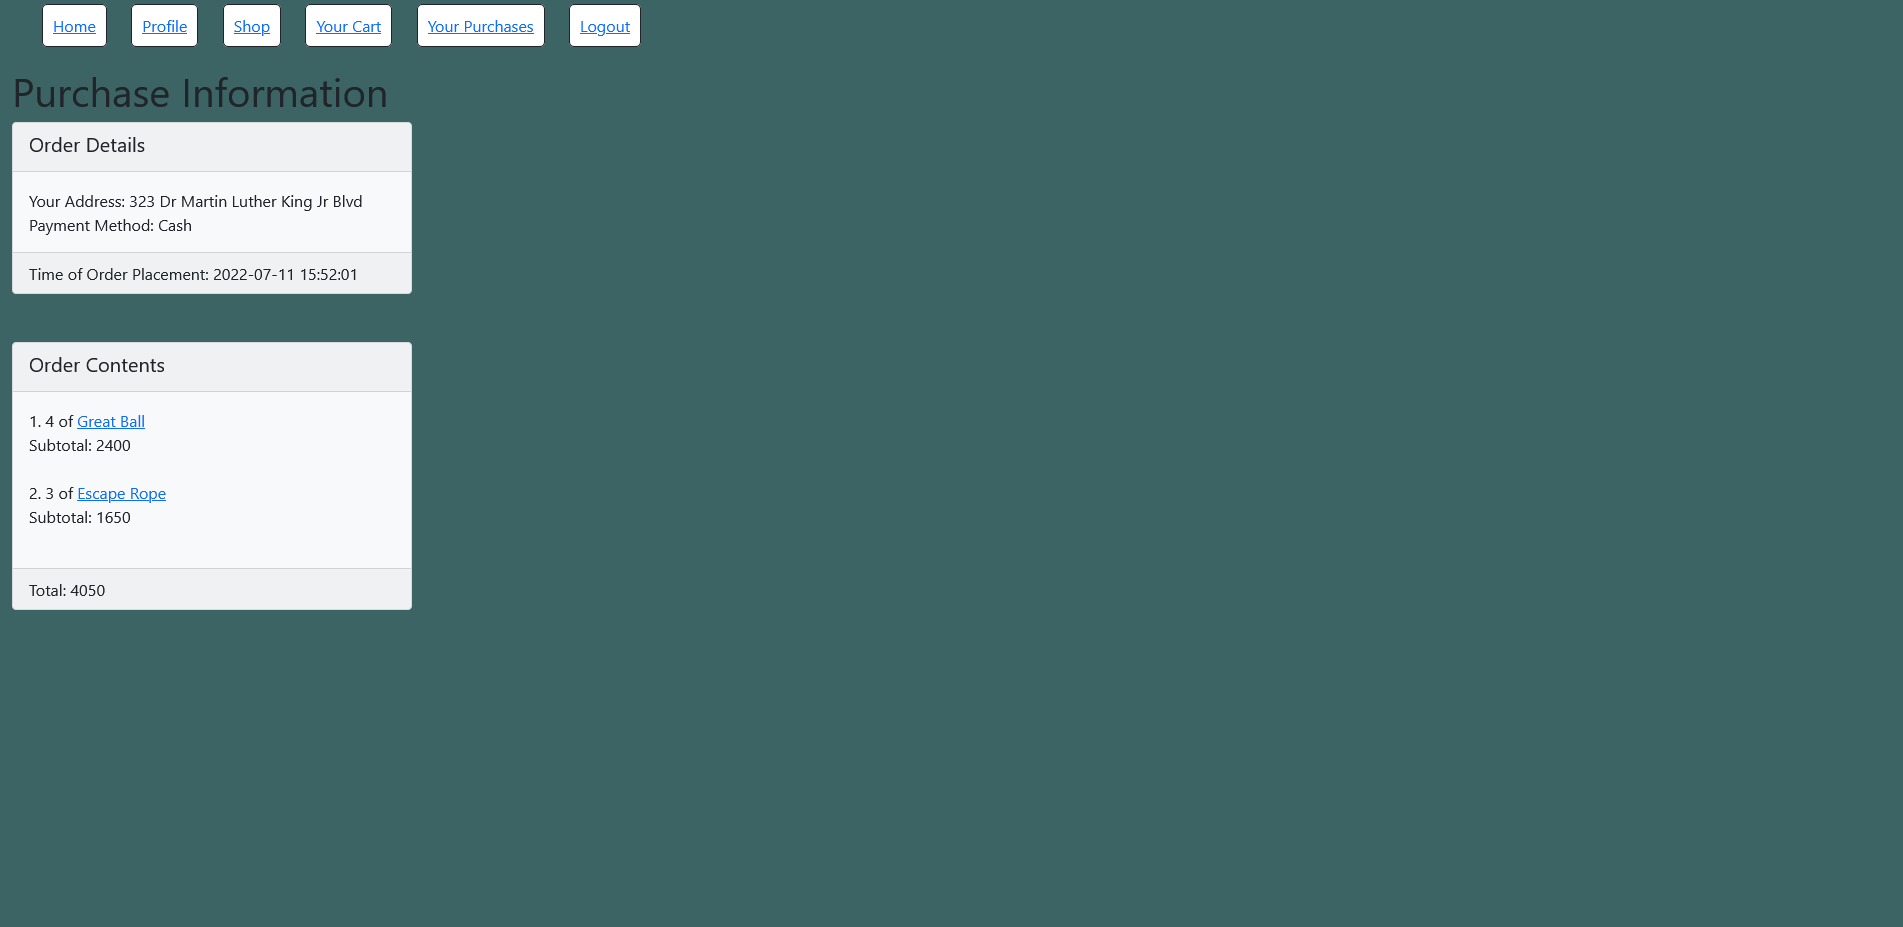 Home Profile Shop Your Cart Your Purchases Logout
Purchase Information
Order Details
Your Address: 323 Dr Martin Luther King Jr Blvd
Payment Method: Cash
Time of Order Placement: 2022-07-11 15:52:01
Order Contents
1. 4 of Great Ball
Subtotal: 2400
2. 3 of Escape Rope
Subtotal: 1650
Total: 4050